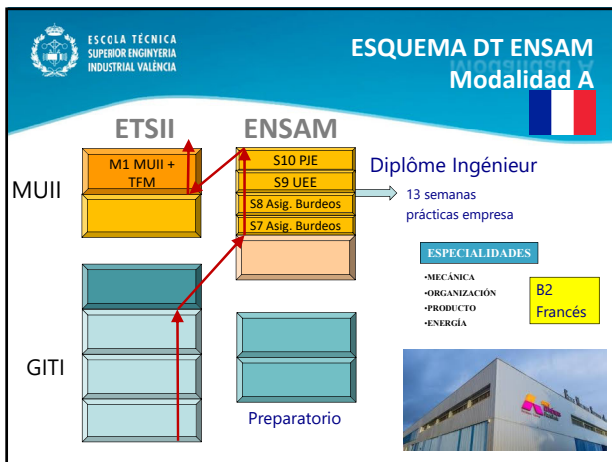 ESCOLA TÈCNICA
SUPERIOR ENGINYERIA
INDUSTRIAL VALÈNCIA
ESQUEMA DT ENSAM
Modalidad A
ETSII
ENSAM
MUII
M1 MUII +
TFM
S10 PJE
S9 UEE
S8 Asig. Burdeos
S7 Asig. Burdeos
Diplôme Ingénieur
13 semanas
prácticas empresa
ESPECIALIDADES
•MECÁNICA
•ORGANIZACIÓN
•PRODUCTO
•ENERGÍA
B2
Francés
GITI
Preparatorio